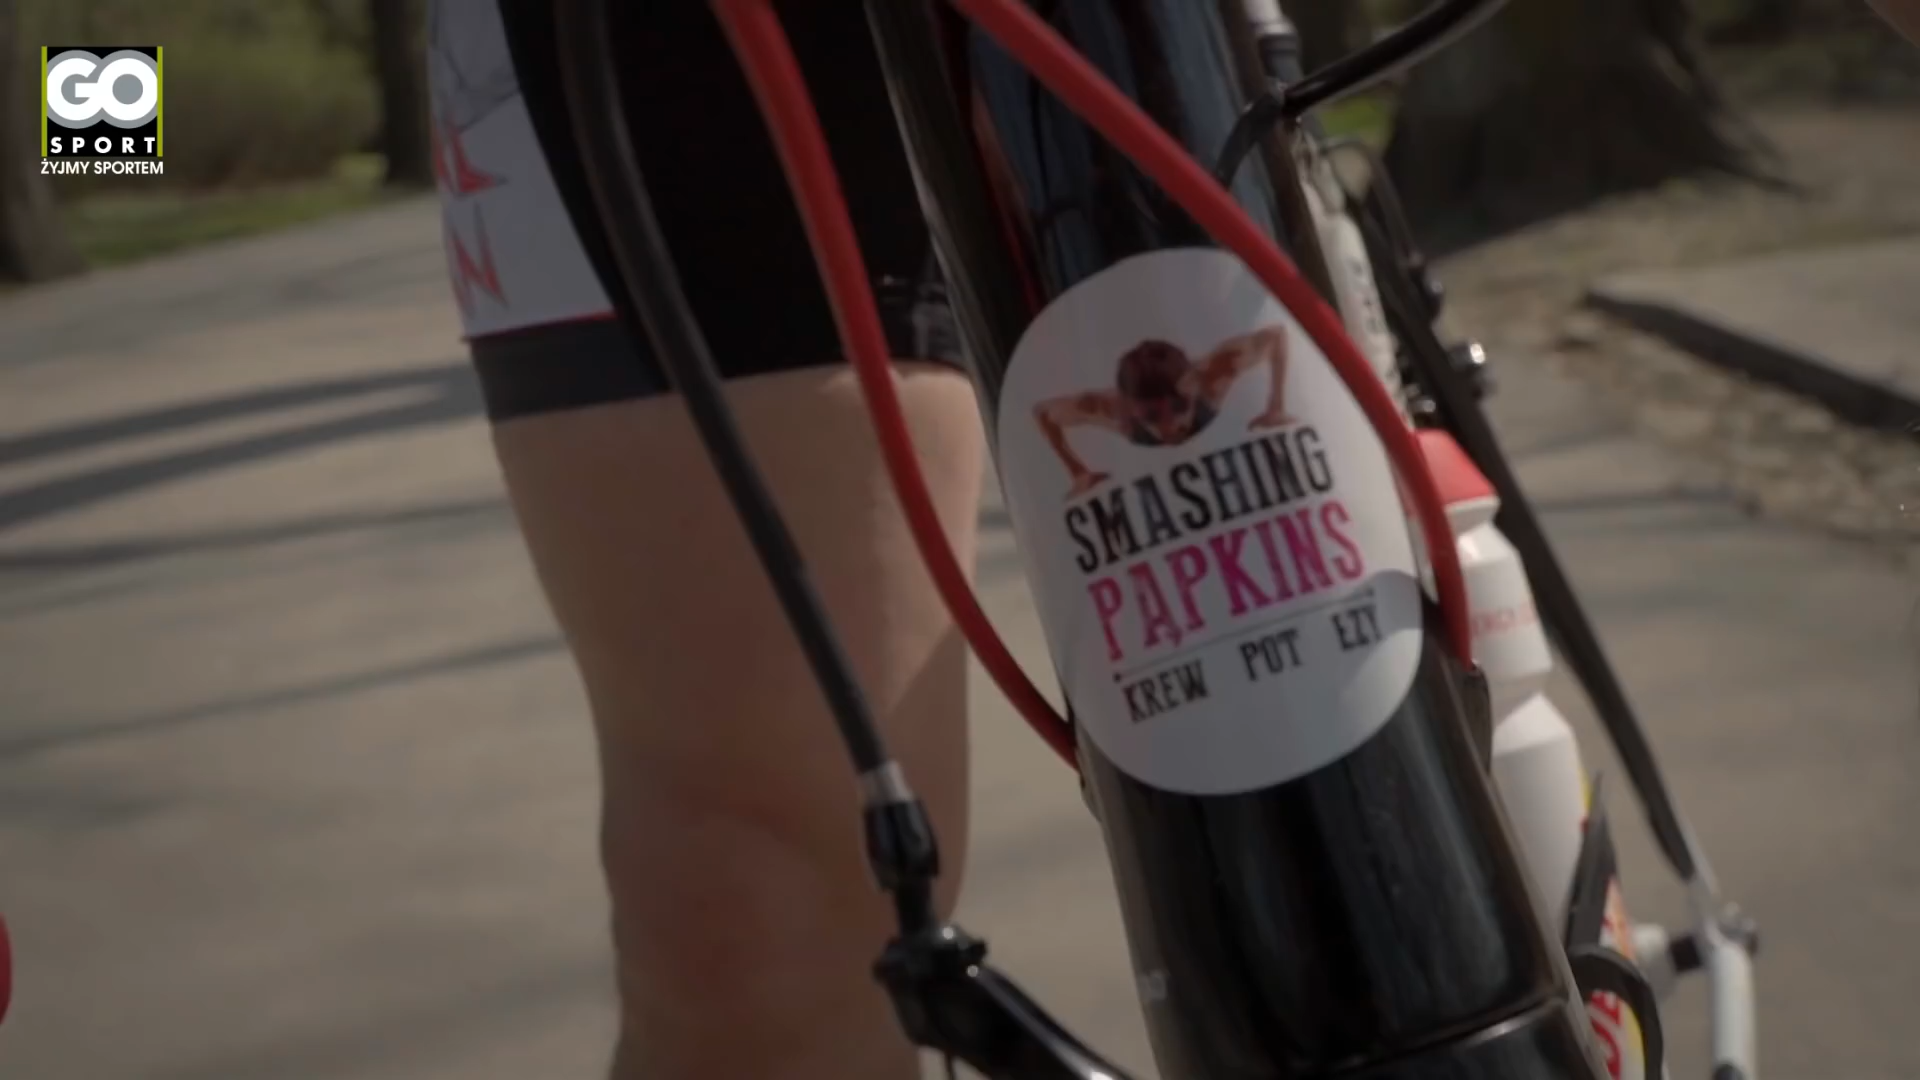 GO
SPORT
ŻYJMY SPORTEM
SMASHING
PĄPKINS
KREW POT ŁZY